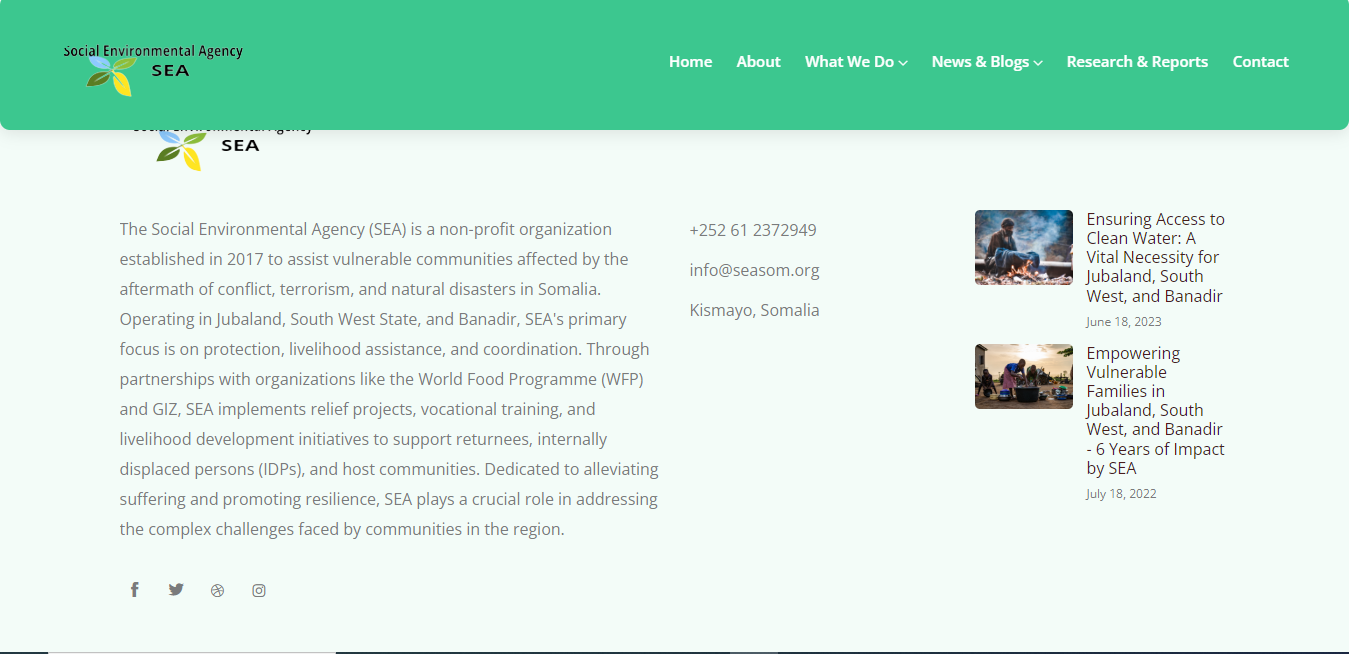 Social Environmental Agency
SEA
Home About What We Do News & Blogs Research & Reports Contact
Social Environmental Agency
SEA
The Social Environmental Agency (SEA) is a non-profit organization
established in 2017 to assist vulnerable communities affected by the
aftermath of conflict, terrorism, and natural disasters in Somalia.
Operating in Jubaland, South West State, and Banadir, SEA's primary
focus is on protection, livelihood assistance, and coordination. Through
partnerships with organizations like the World Food Programme (WFP)
and GIZ, SEA implements relief projects, vocational training, and
livelihood development initiatives to support returnees, internally
displaced persons (IDPs), and host communities. Dedicated to alleviating
suffering and promoting resilience, SEA plays a crucial role in addressing
the complex challenges faced by communities in the region.
+252 61 2372949
info@seasom.org
Kismayo, Somalia
Ensuring Access to
Clean Water: A
Vital Necessity for
Jubaland, South
West, and Banadir
June 18, 2023
Empowering
Vulnerable
Families in
Jubaland, South
West, and Banadir
- 6 Years of Impact
by SEA
July 18, 2022